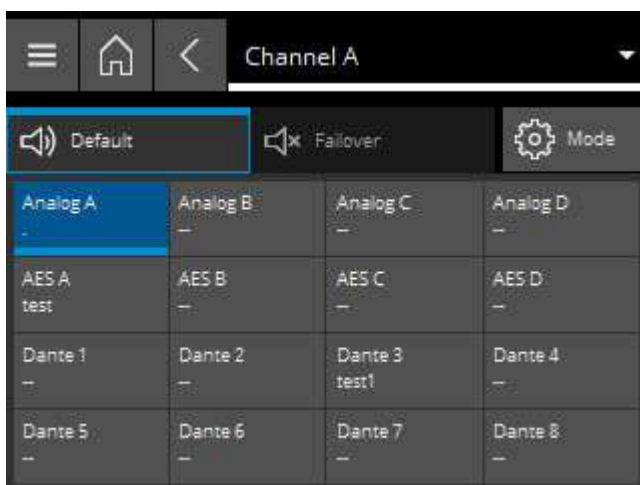 Channel A
Default Failover Mode
Analog A Analog B Analog C Analog D
. -- -- --
AES A AES B AES C AES D
test -- -- --
Dante 1 Dante 2 Dante 3 Dante 4
-- -- test1 --
Dante 5 Dante 6 Dante 7 Dante 8
-- -- -- --